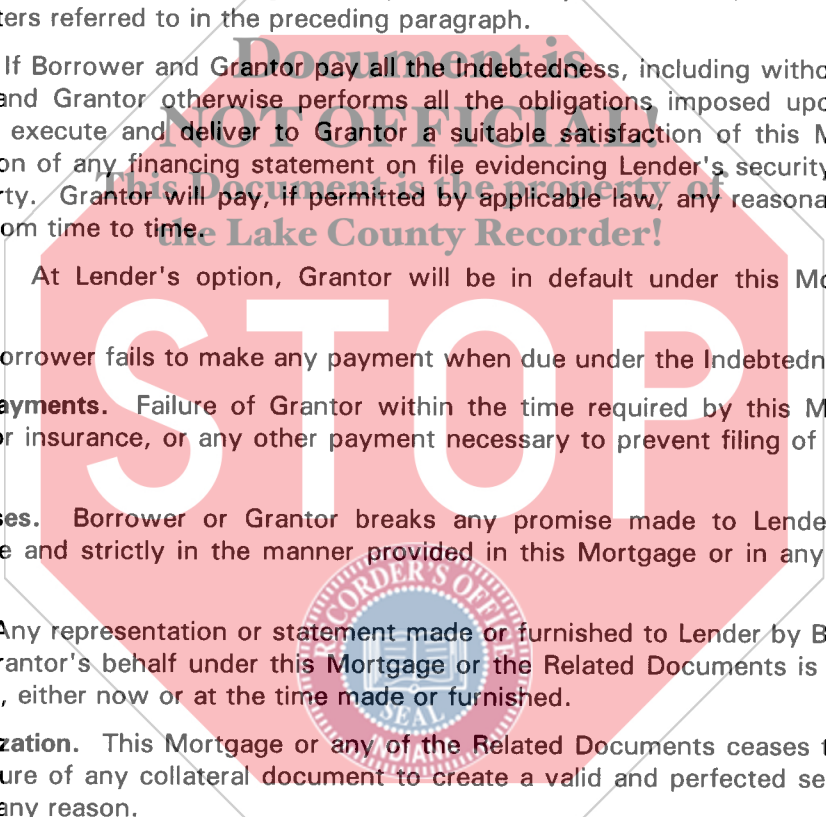 ters referred to in the preceding paragraph.
Document is
If Borrower and Grantor pay all the Indebtedness, including witho
and Grantor otherwise performs all the obligations imposed upo
NOT OFFICIAL!
execute and deliver to Grantor a suitable satisfaction of this M
on of any financing statement on file evidencing Lender's security
This Document is the property of
rty. Grantor will pay, if permitted by applicable law, any reasona
om time to time.
the Lake County Recorder!
At Lender's option, Grantor will be in default under this Mo
STOP
orrower fails to make any payment when due under the Indebtedn
ayments. Failure of Grantor within the time required by this M
or insurance, or any other payment necessary to prevent filing of
ses. Borrower or Grantor breaks any promise made to Lende
e and strictly in the manner provided in this Mortgage or in any
RECORDER'S OFFICE
Any representation or statement made or furnished to Lender by B
rantor's behalf under this Mortgage or the Related Documents is
, either now or at the time made or furnished.
SEAL
zation. This Mortgage or any of the Related Documents ceases t
INDIANA
ure of any collateral document to create a valid and perfected se
any reason.